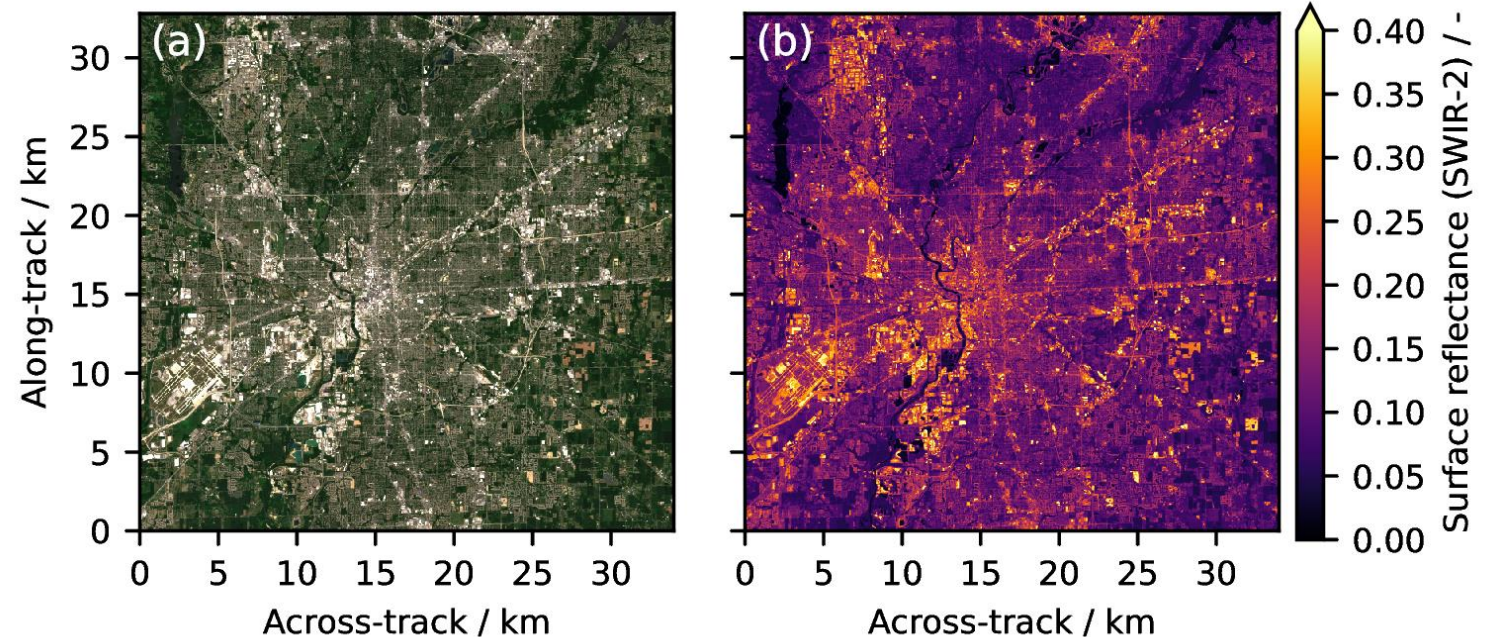 (a)
30
25
20
15
10
5
0
Along-track / km
0 5 10 15 20 25 30
Across-track / km
(b)
0 5 10 15 20 25 30
Across-track / km
0.40
0.35
0.30
0.25
0.20
0.15
0.10
0.05
0.00
Surface reflectance (SWIR-2) / -